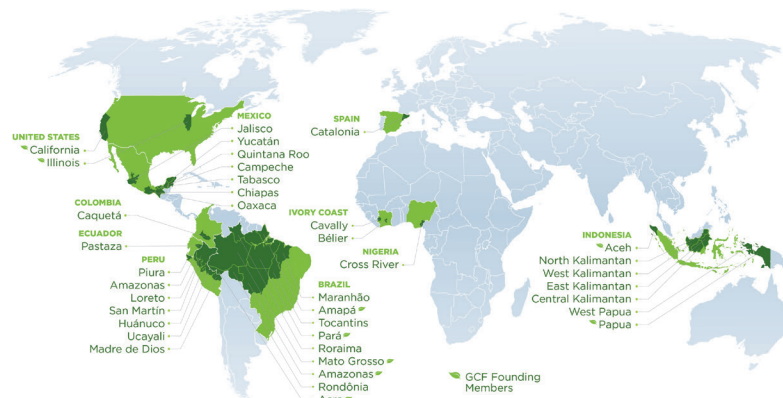 UNITED STATES
California
Illinois
MEXICO
Jalisco
Yucatán
Quintana Roo
Campeche
Tabasco
Chiapas
Oaxaca
COLOMBIA
Caquetá
ECUADOR
Pastaza
PERU
Piura
Amazonas
Loreto
San Martín
Huánuco
Ucayali
Madre de Dios
BRAZIL
Maranhão
Amapá
Tocantins
Pará
Roraima
Mato Grosso
Amazonas
Rondônia
SPAIN
Catalonia
IVORY COAST
Cavally
Bélier
NIGERIA
Cross River
INDONESIA
Aceh
North Kalimantan
West Kalimantan
East Kalimantan
Central Kalimantan
West Papua
Papua
GCF Founding
Members